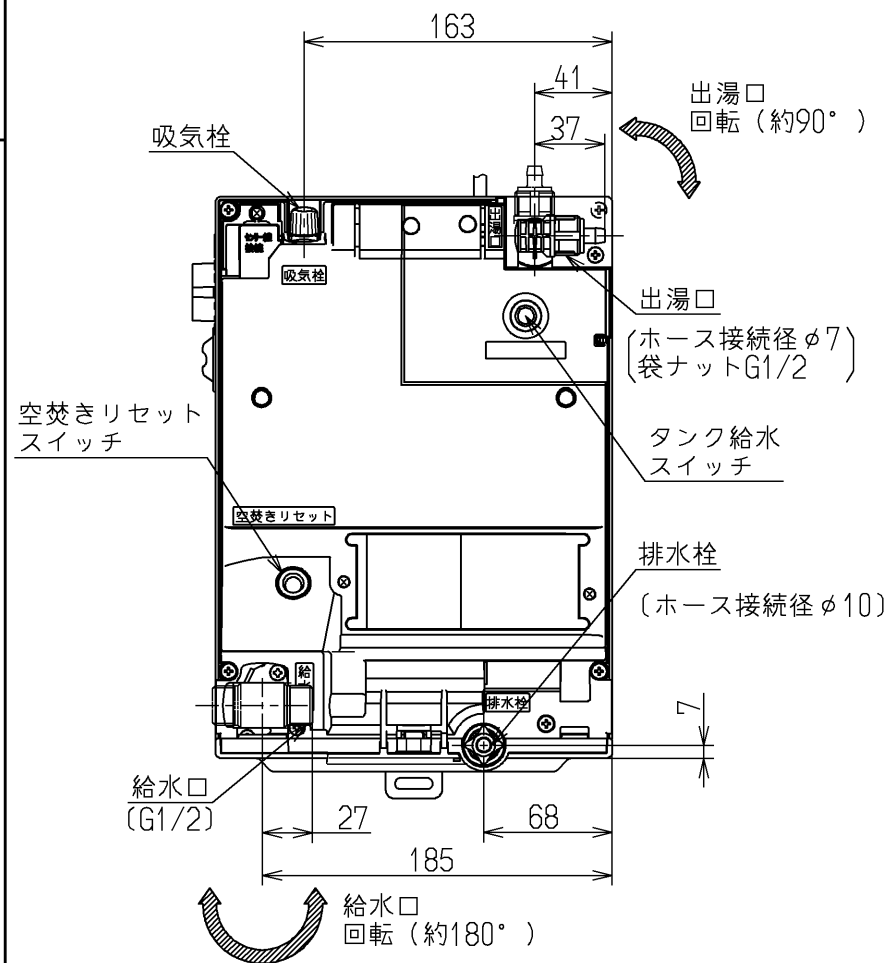 163
41
37
出湯口
回転（約90°）
吸気栓
出湯
吸気栓
出湯口
(ホース接続径φ7)
(袋ナットG1/2)
空焚きリセット
スイッチ
タンク給水
スイッチ
空焚きリセット
排水栓
(ホース接続径φ10)
給水
排水栓
7
給水口
(G1/2)
27
68
185
給水口
回転（約180°）